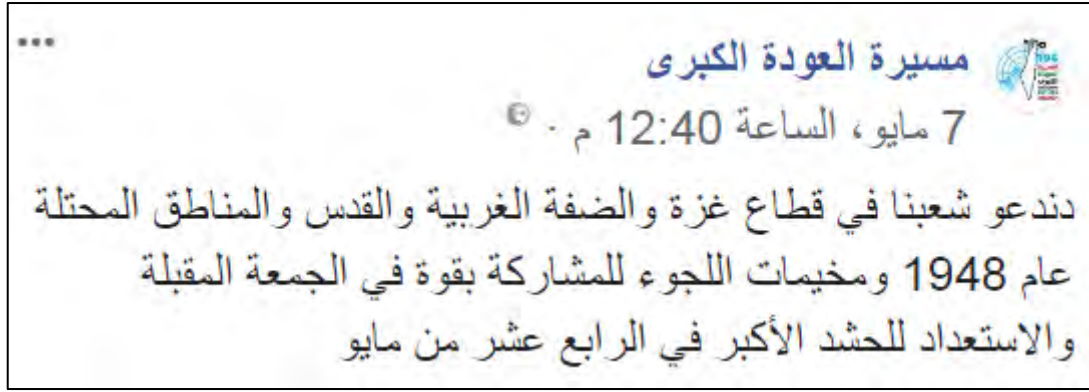 مسيرة العودة الكبرى
7 مايو، الساعة 12:40 م ·
دندعو شعبنا في قطاع غزة والضفة الغربية والقدس والمناطق المحتلة
عام 1948 ومخيمات اللجوء للمشاركة بقوة في الجمعة المقبلة
والاستعداد للحشد الأكبر في الرابع عشر من مايو